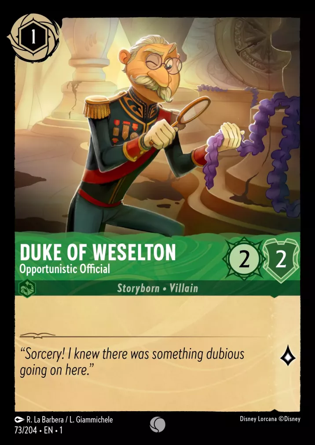 1
DUKE OF WESELTON
Opportunistic Official
2
2
Storyborn • Villain
“Sorcery! I knew there was something dubious
going on here.”
R. La Barbera / L. Giammichele
Disney Lorcana ©Disney
73/204 • EN • 1